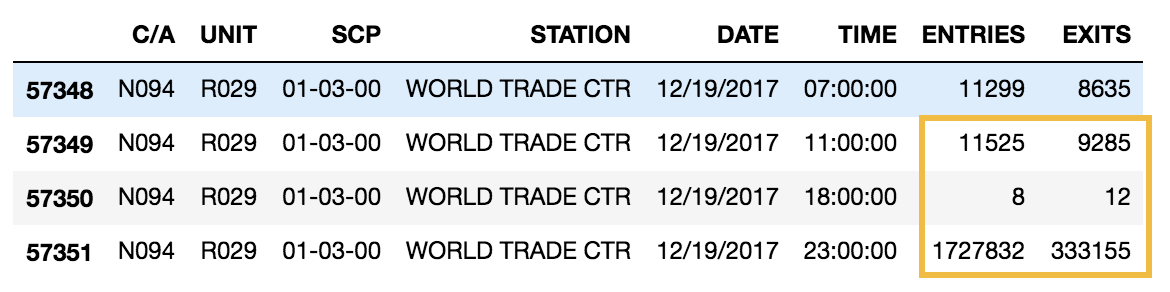 C/A UNIT SCP STATION DATE TIME ENTRIES EXITS
57348 N094 R029 01-03-00 WORLD TRADE CTR 12/19/2017 07:00:00 11299 8635
57349 N094 R029 01-03-00 WORLD TRADE CTR 12/19/2017 11:00:00 11525 9285
57350 N094 R029 01-03-00 WORLD TRADE CTR 12/19/2017 18:00:00 8 12
57351 N094 R029 01-03-00 WORLD TRADE CTR 12/19/2017 23:00:00 1727832 333155